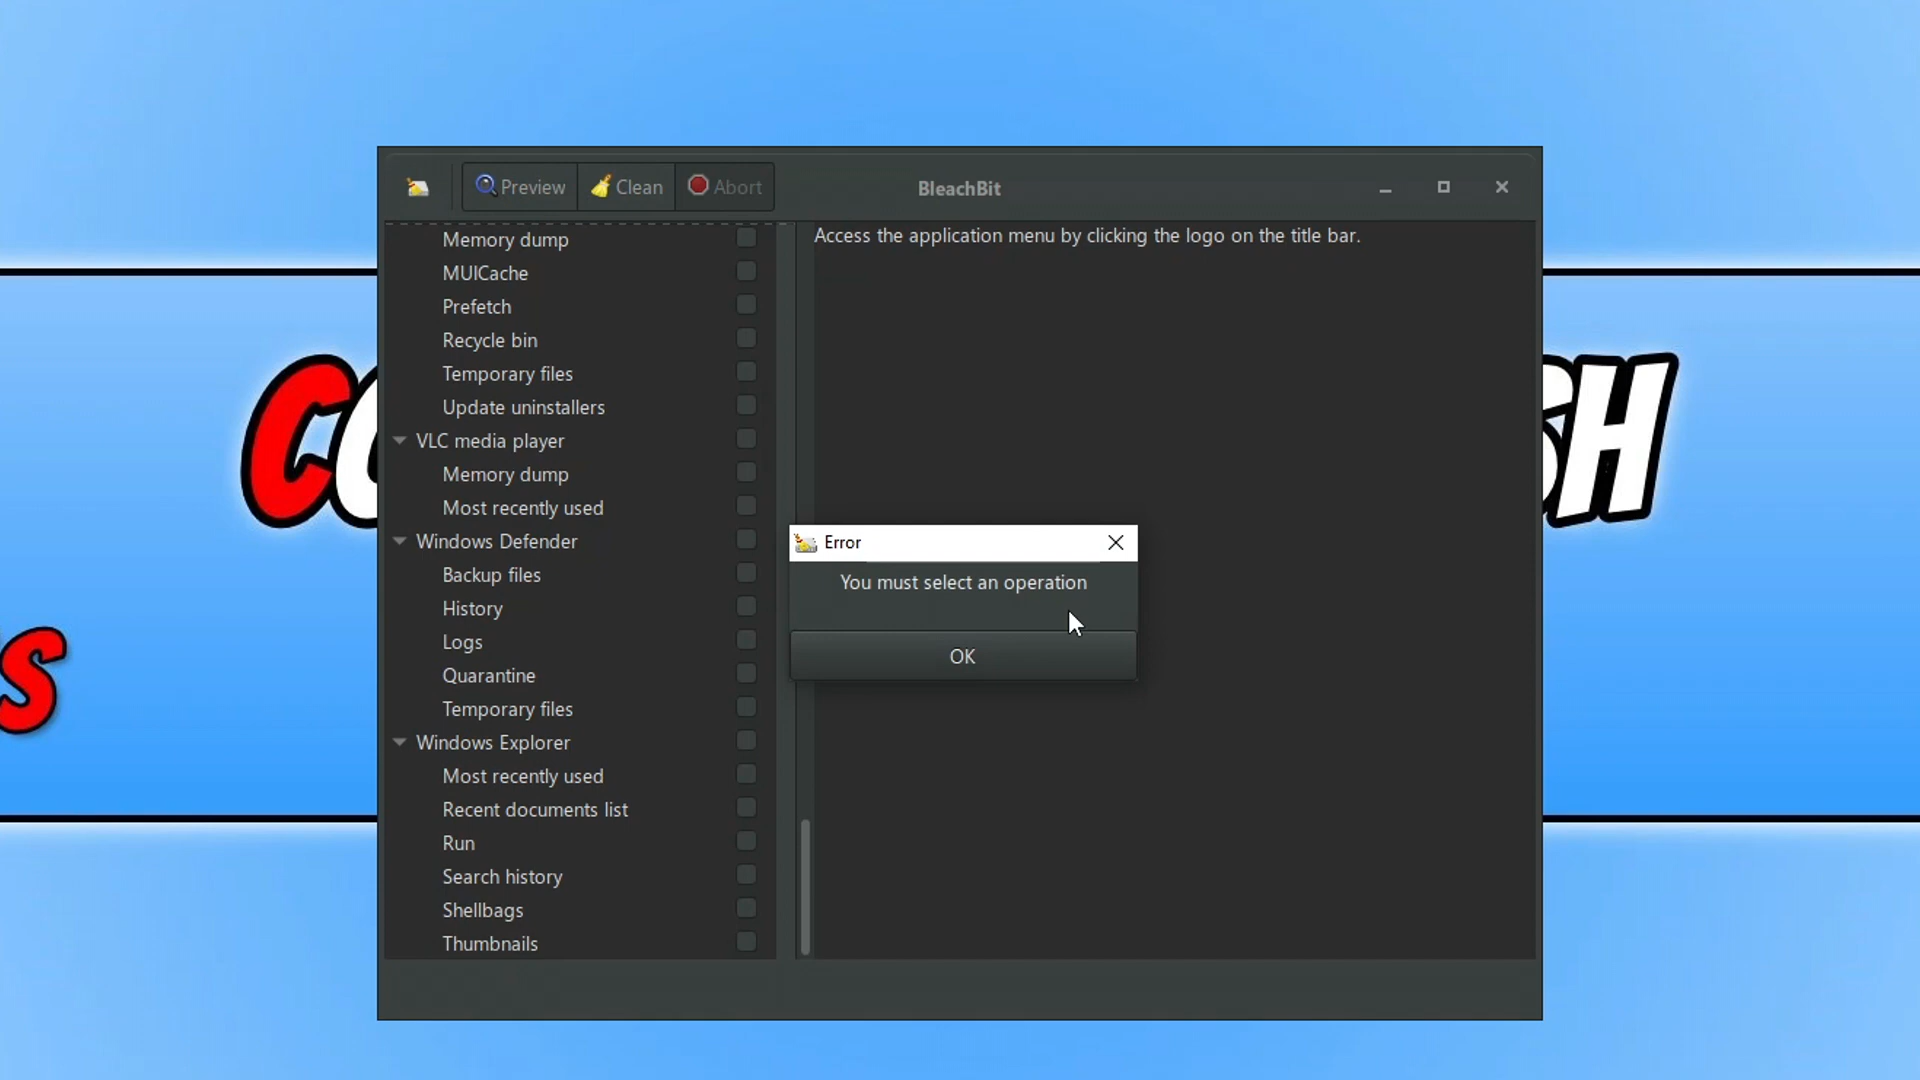 Preview Clean Abort BleachBit
Memory dump
MUICache
Prefetch
Recycle bin
Temporary files
Update uninstallers
VLC media player
Memory dump
Most recently used
Windows Defender
Backup files
History
Logs
Quarantine
Temporary files
Windows Explorer
Most recently used
Recent documents list
Run
Search history
Shellbags
Thumbnails
Access the application menu by clicking the logo on the title bar.
Error
You must select an operation
OK
C
H
S